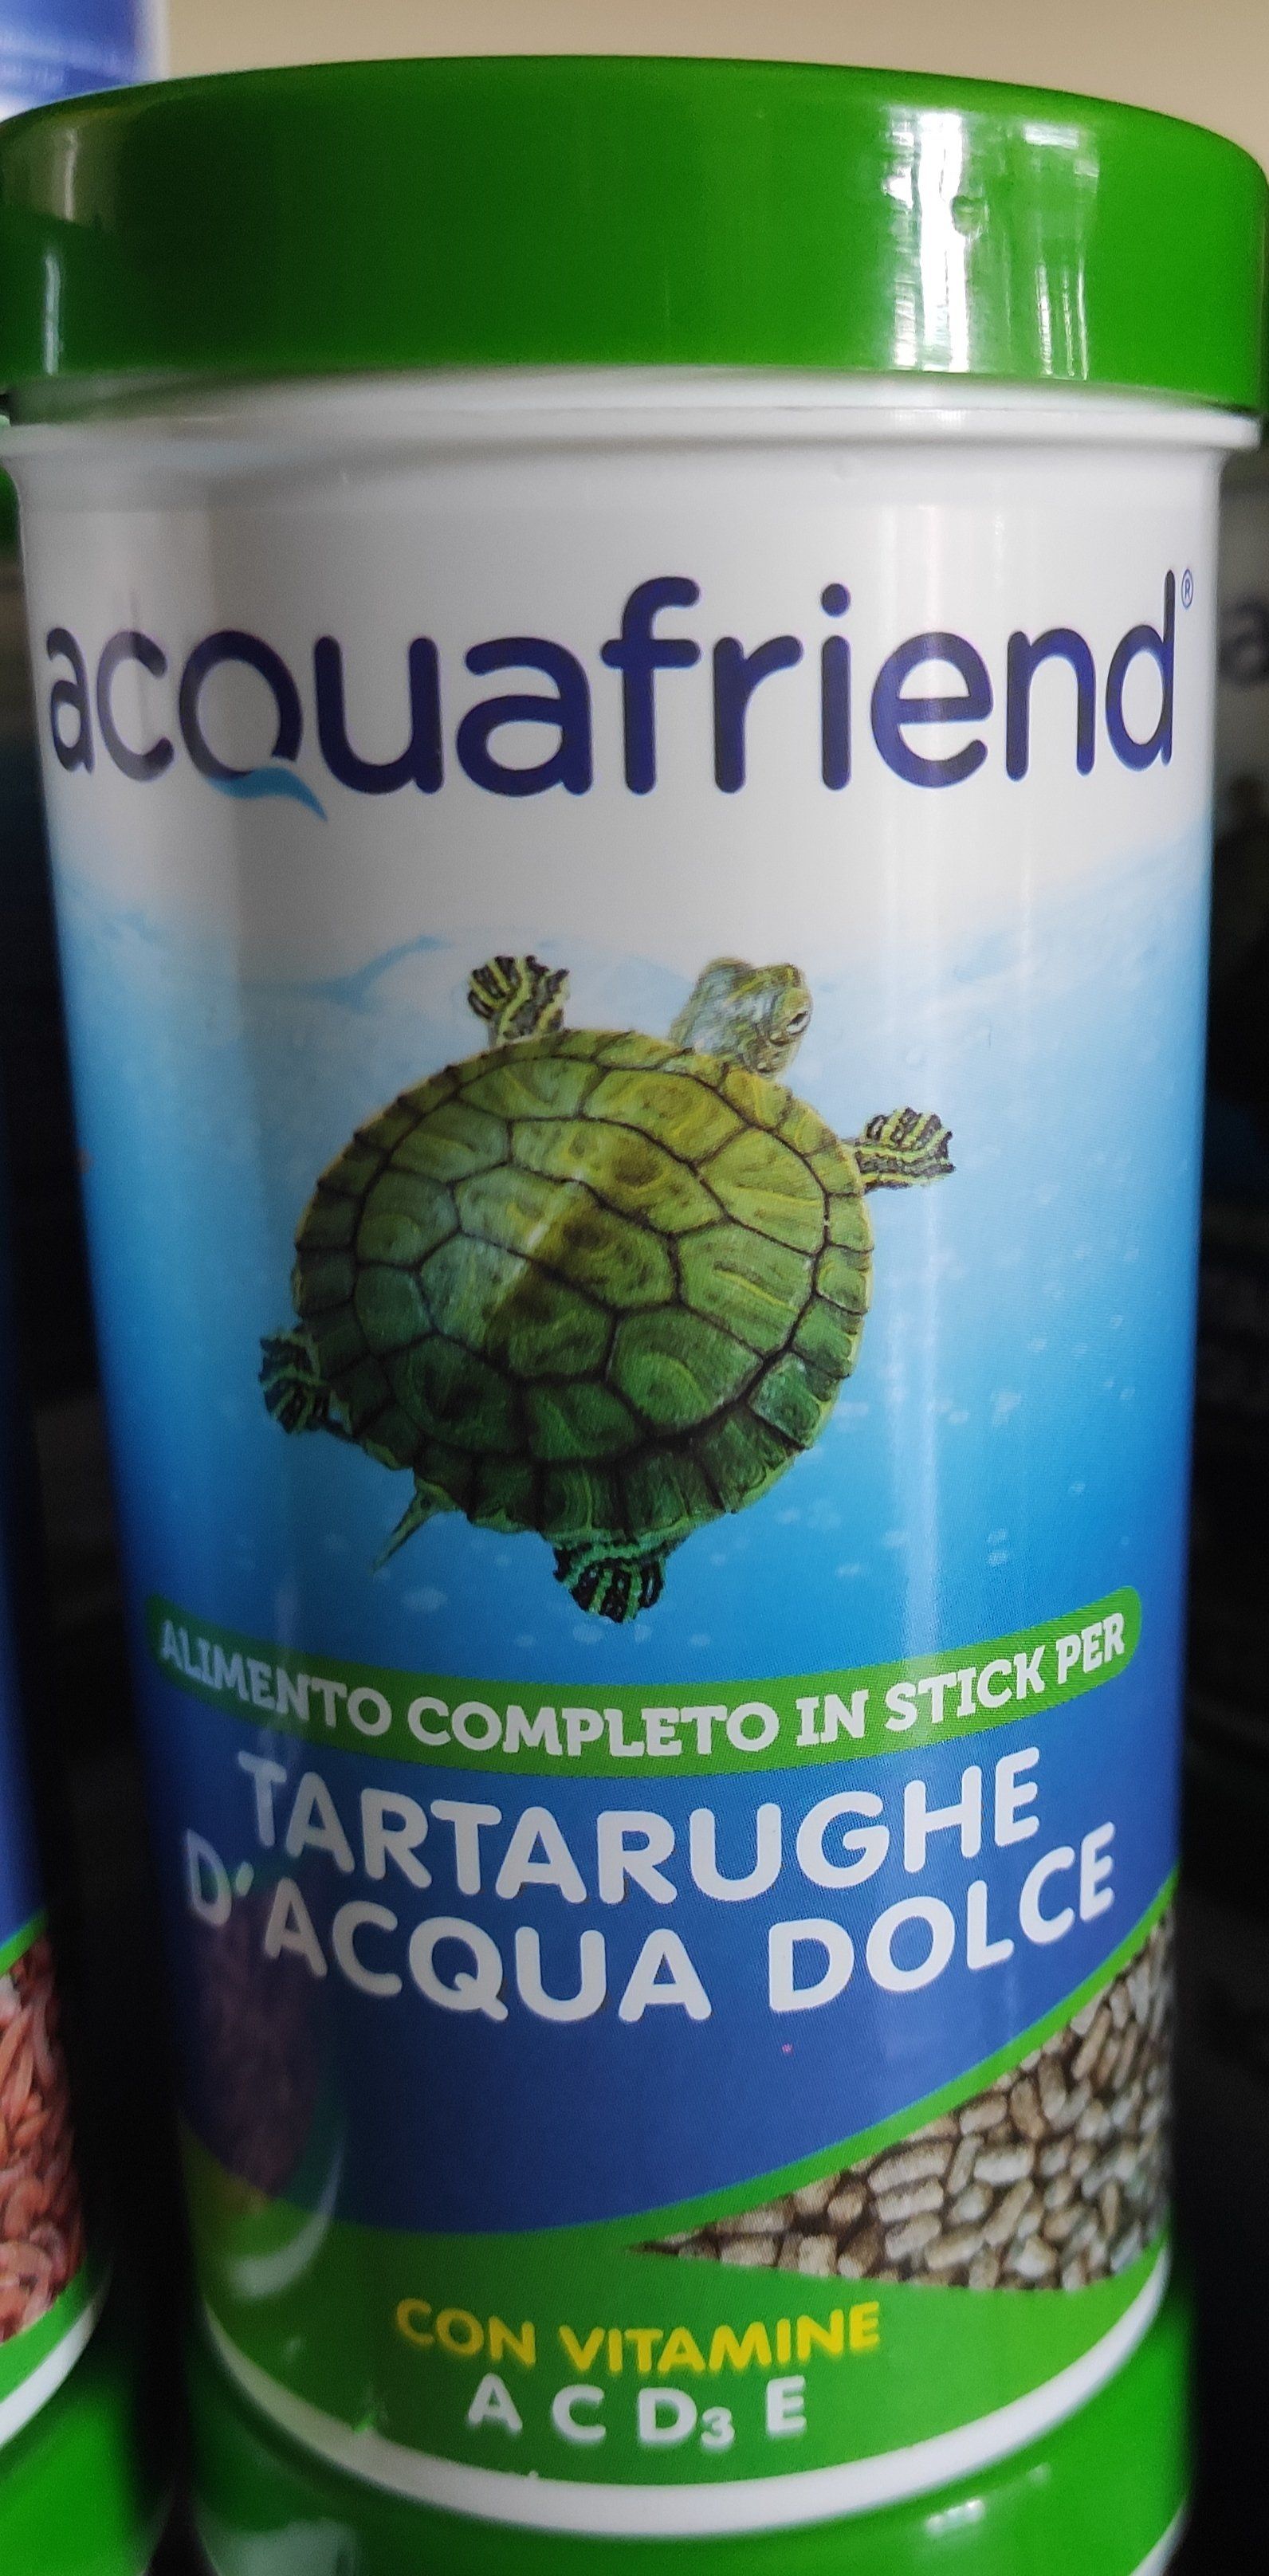 acquafriend®
ALIMENTO COMPLETO IN STICK PER
TARTARUGHE
D'ACQUA DOLCE
CON VITAMINE
A C D₃ E